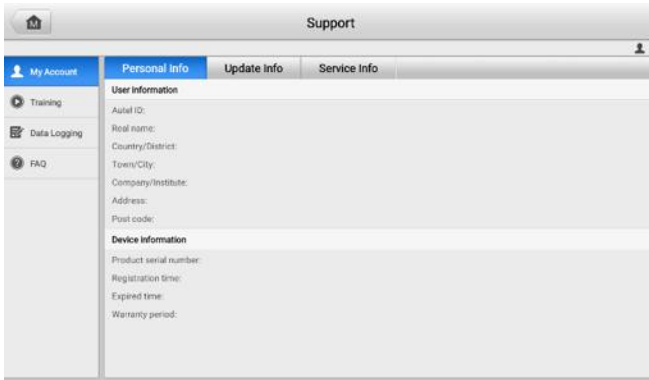 Support
My Account
Training
Data Logging
FAQ
Personal Info Update Info Service Info
User information
Autel ID:
Real name:
Country/District:
Town/City:
Company/Institute:
Address:
Post code:
Device information
Product serial number:
Registration time:
Expired time:
Warranty period: